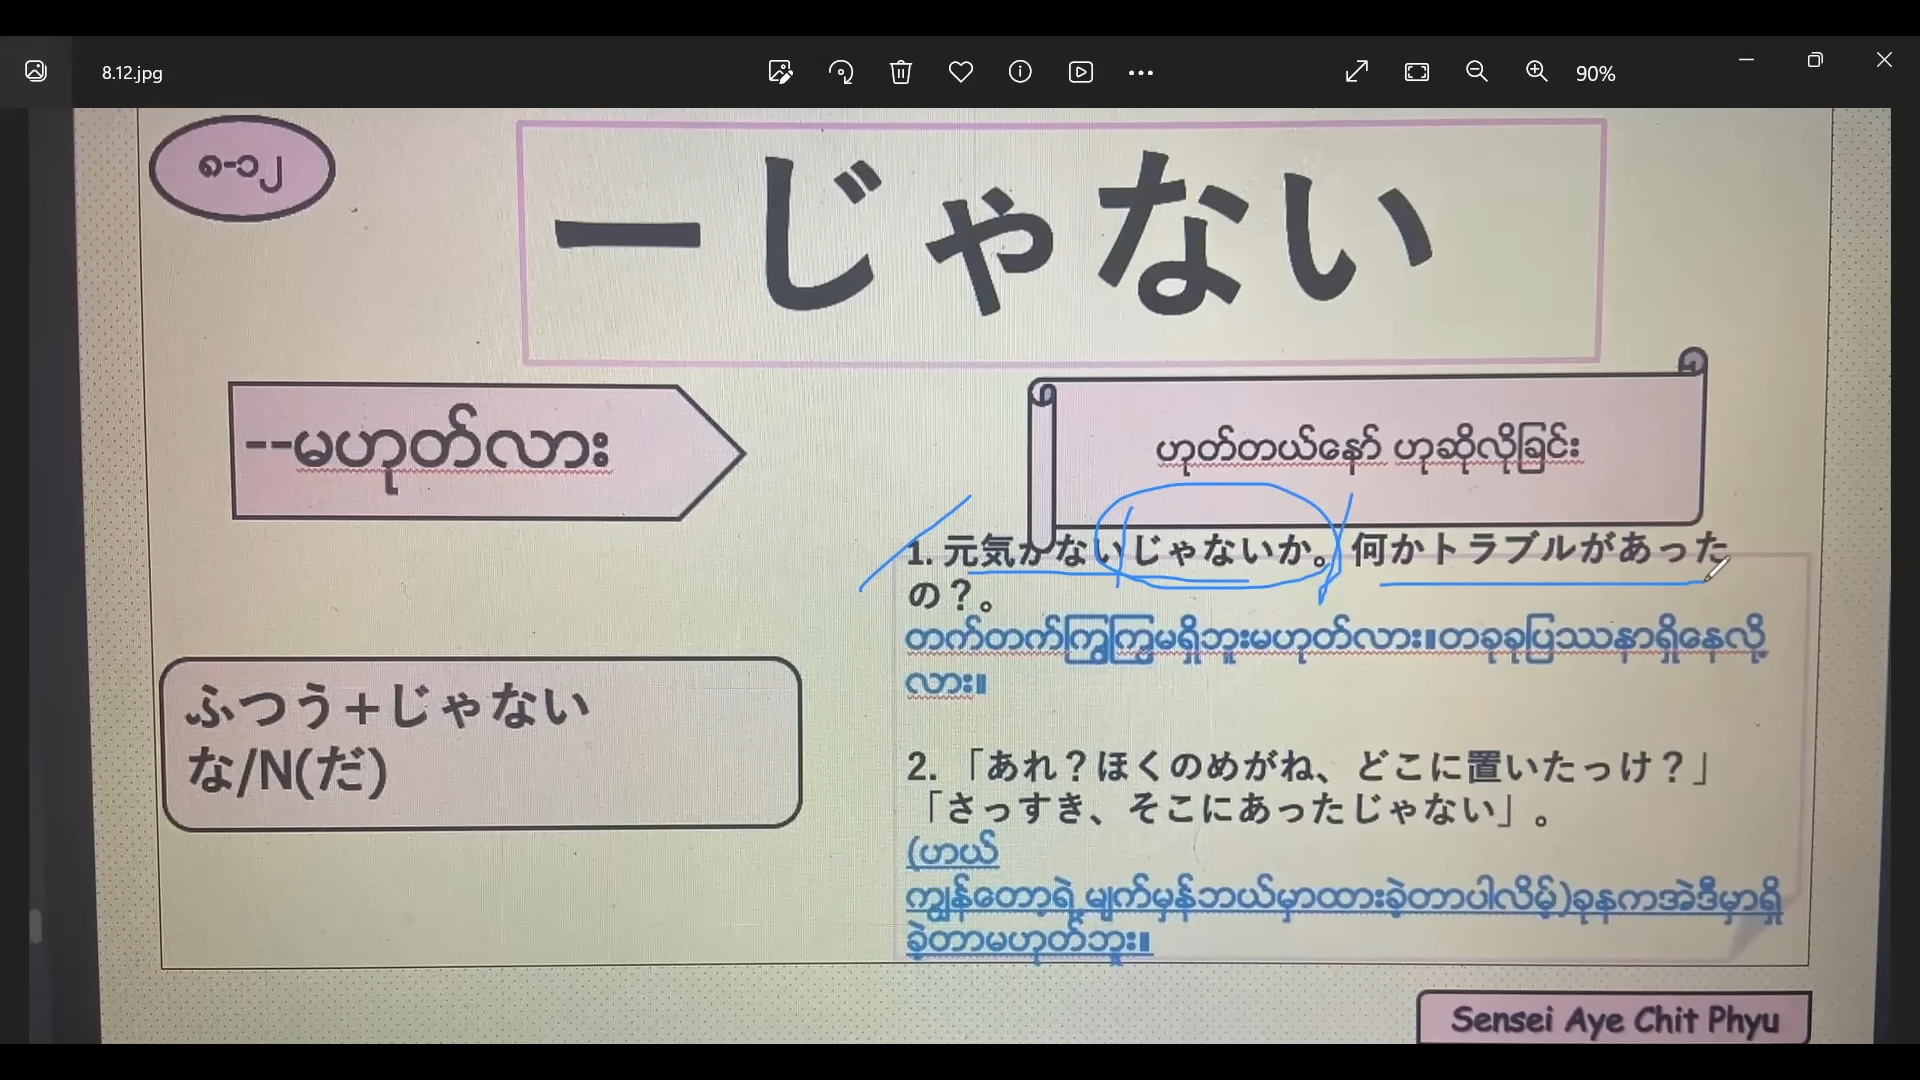 8.12.jpg
90%
၈-၁၂
ーじゃない
--မဟုတ်လား
ဟုတ်တယ်နော် ဟုဆိုလိုခြင်း
1. 元気がないじゃないか。何かトラブルがあった
の？。
တက်တက်ကြွကြွမရှိဘူးမဟုတ်လား။တခုခုပြဿနာရှိနေလို့
လား။
ふつう+じゃない
な/N(だ)
2. 「あれ？ほくのめがね、どこに置いたっけ？」
「さっすき、そこにあったじゃない」。
(ဟယ်
ကျွန်တော့ရဲ့မျက်မှန်ဘယ်မှာထားခဲ့တာပါလိမ့်)ခုနကအဲဒီမှာရှိ
ခဲ့တာမဟုတ်ဘူး။
Sensei Aye Chit Phyu